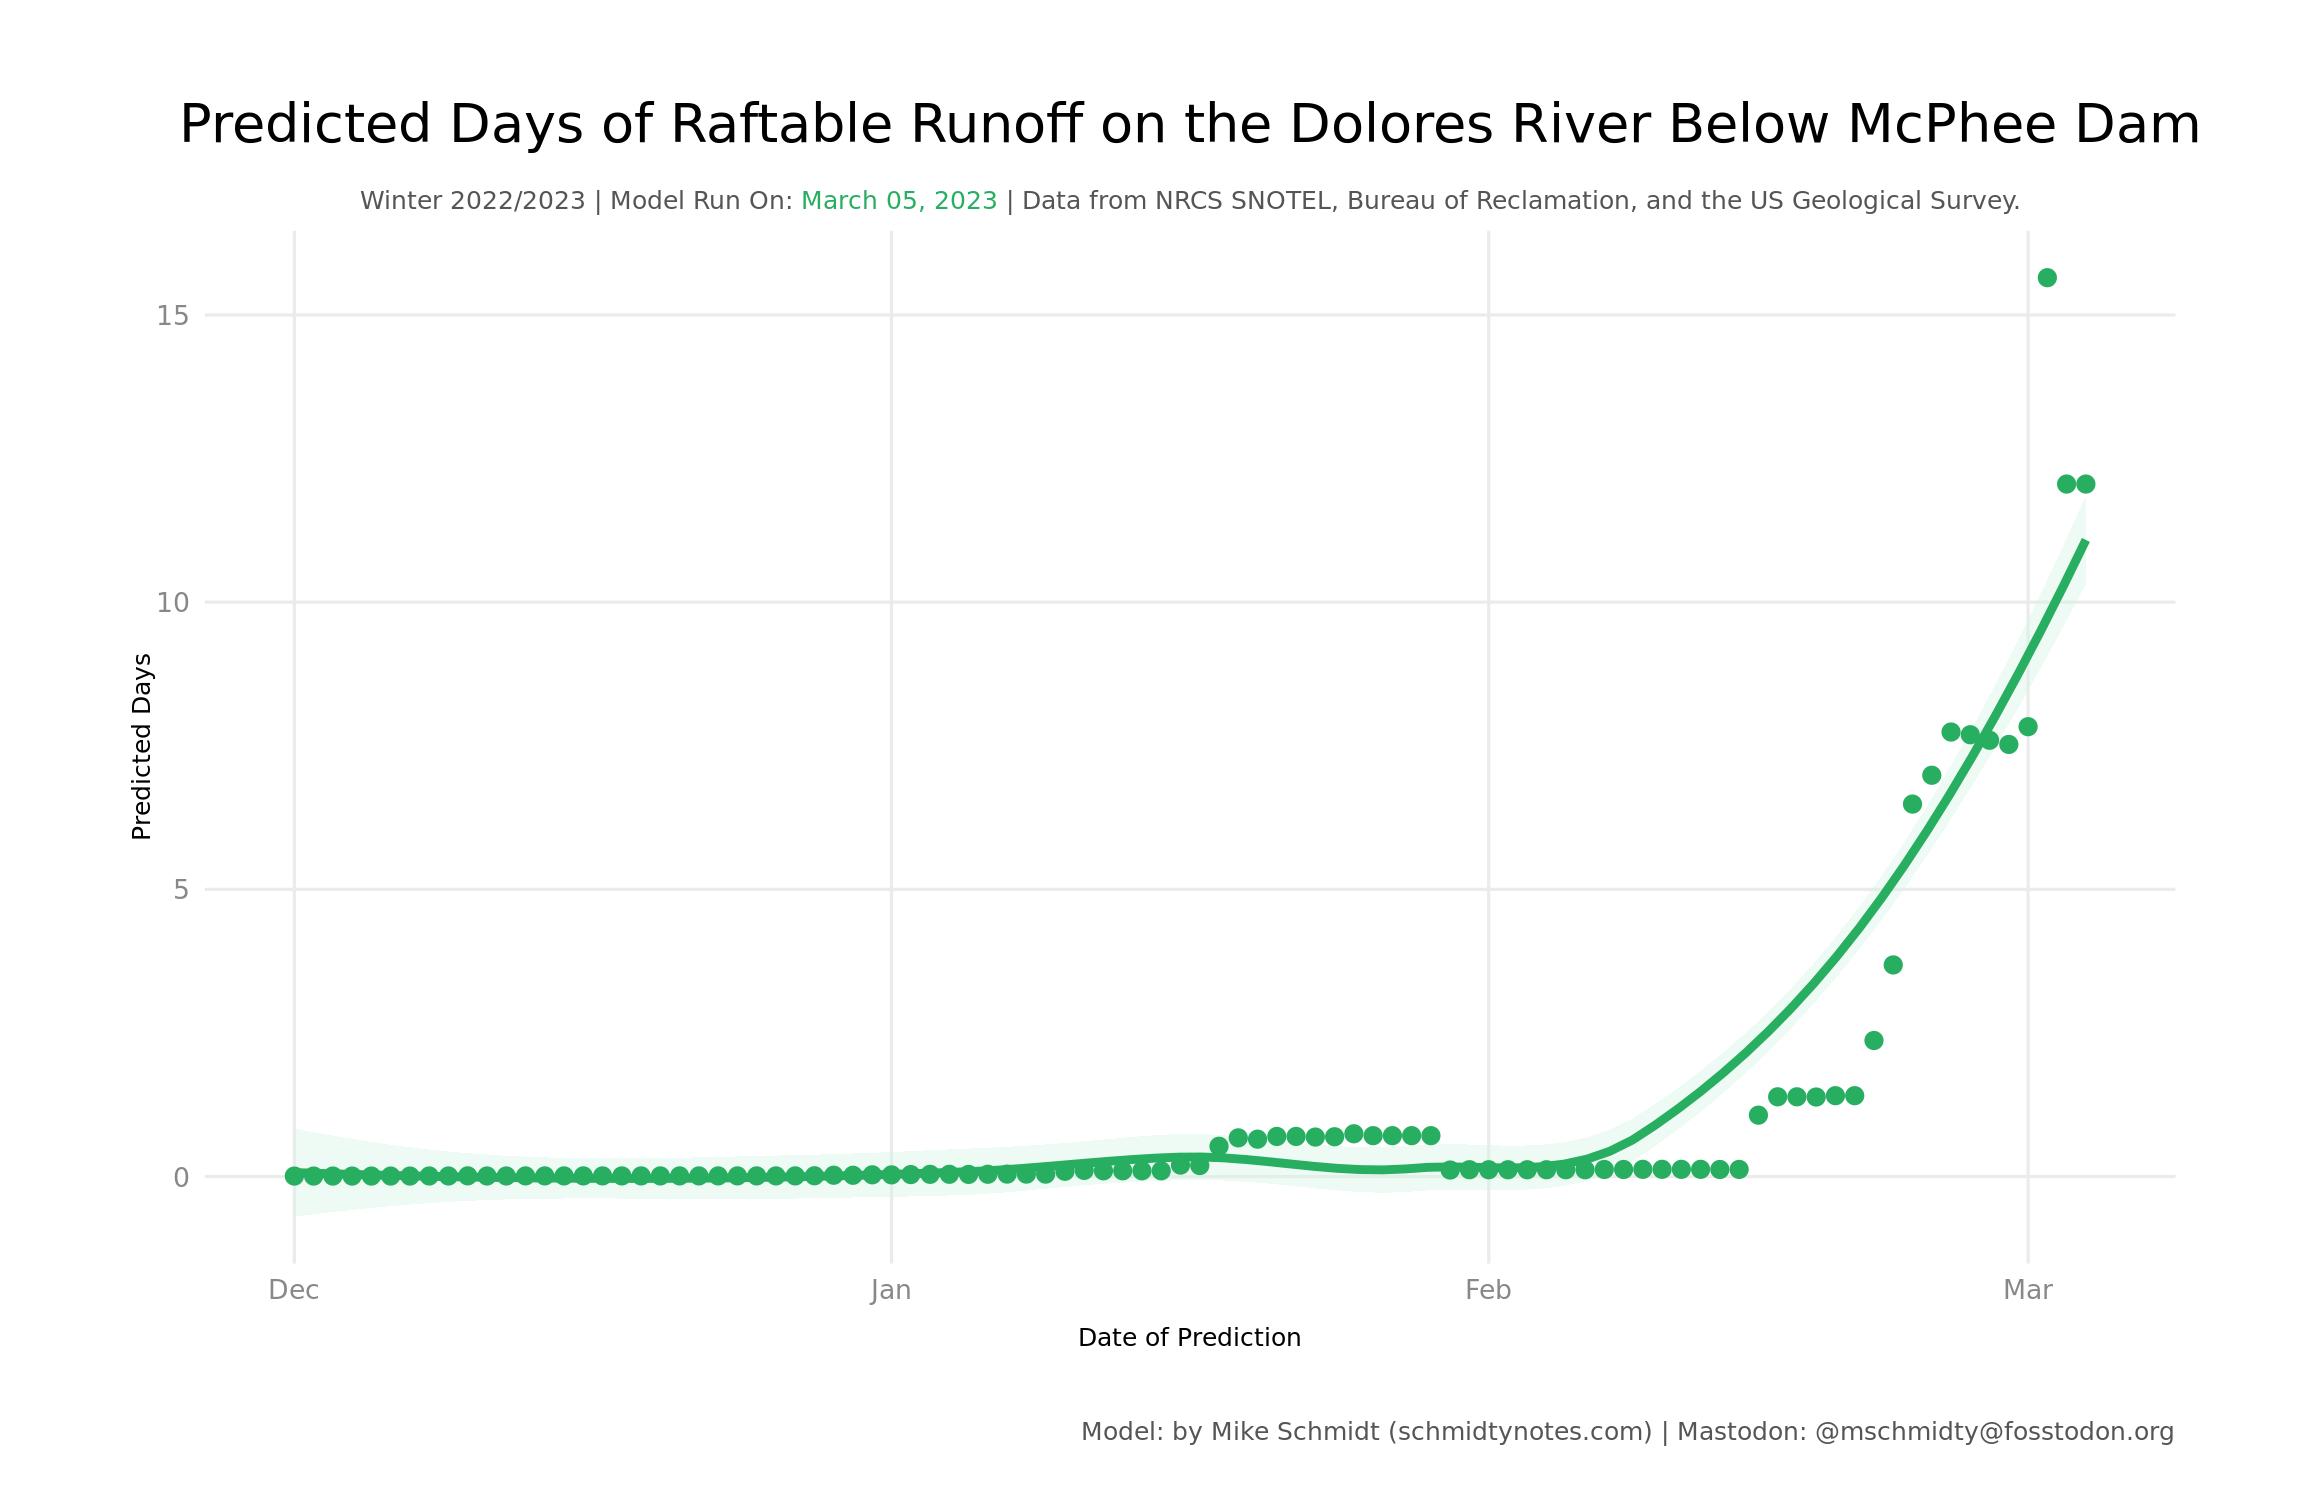 Predicted Days of Raftable Runoff on the Dolores River Below McPhee Dam
Winter 2022/2023 | Model Run On: March 05, 2023 | Data from NRCS SNOTEL, Bureau of Reclamation, and the US Geological Survey.
15
10
5
0
Predicted Days
Dec Jan Feb Mar
Date of Prediction
Model: by Mike Schmidt (schmidtynotes.com) | Mastodon: @mschmidty@fosstodon.org